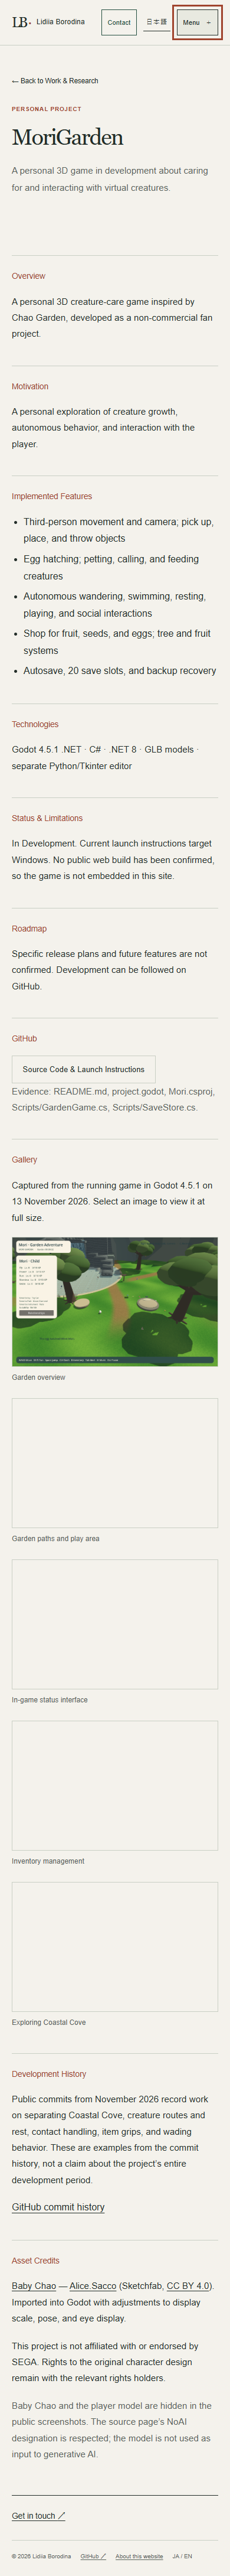 LB. Lidiia Borodina
Contact
日本語
Menu +
← Back to Work & Research
PERSONAL PROJECT
MoriGarden
A personal 3D game in development about caring
for and interacting with virtual creatures.
Overview
A personal 3D creature-care game inspired by
Chao Garden, developed as a non-commercial fan
project.
Motivation
A personal exploration of creature growth,
autonomous behavior, and interaction with the
player.
Implemented Features
• Third-person movement and camera; pick up,
place, and throw objects
• Egg hatching; petting, calling, and feeding
creatures
• Autonomous wandering, swimming, resting,
playing, and social interactions
• Shop for fruit, seeds, and eggs; tree and fruit
systems
• Autosave, 20 save slots, and backup recovery
Technologies
Godot 4.5.1 .NET · C# · .NET 8 · GLB models ·
separate Python/Tkinter editor
Status & Limitations
In Development. Current launch instructions target
Windows. No public web build has been confirmed,
so the game is not embedded in this site.
Roadmap
Specific release plans and future features are not
confirmed. Development can be followed on
GitHub.
GitHub
Source Code & Launch Instructions
Evidence: README.md, project.godot, Mori.csproj,
Scripts/GardenGame.cs, Scripts/SaveStore.cs.
Gallery
Captured from the running game in Godot 4.5.1 on
13 November 2026. Select an image to view it at
full size.
Mori - Garden Adventure
Mori - Child
Garden overview
Garden paths and play area
In-game status interface
Inventory management
Exploring Coastal Cove
Development History
Public commits from November 2026 record work
on separating Coastal Cove, creature routes and
rest, contact handling, item grips, and wading
behavior. These are examples from the commit
history, not a claim about the project's entire
development period.
GitHub commit history
Asset Credits
Baby Chao — Alice.Sacco (Sketchfab, CC BY 4.0).
Imported into Godot with adjustments to display
scale, pose, and eye display.
This project is not affiliated with or endorsed by
SEGA. Rights to the original character design
remain with the relevant rights holders.
Baby Chao and the player model are hidden in the
public screenshots. The source page's NoAI
designation is respected; the model is not used as
input to generative AI.
Get in touch ↗
© 2026 Lidiia Borodina GitHub ↗ About this website JA / EN